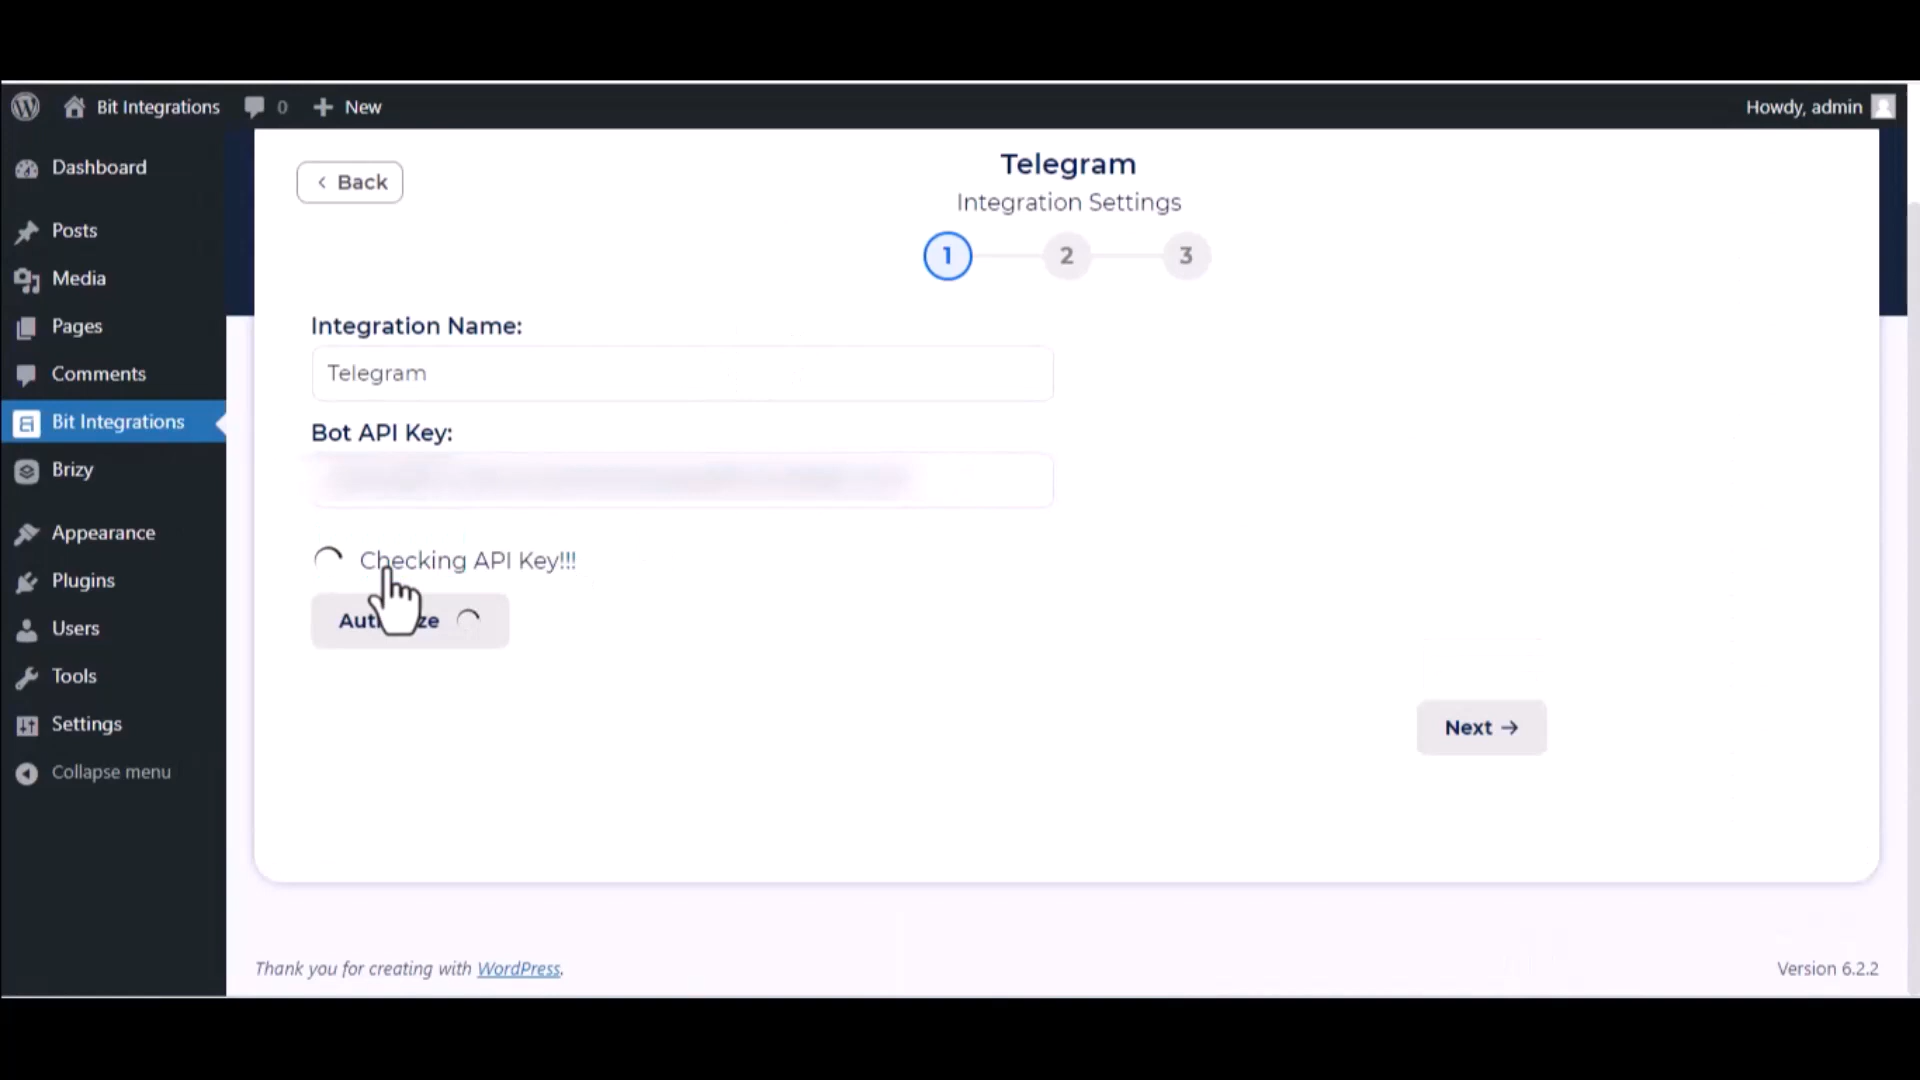 Bit Integrations
0
New
Howdy, admin
Dashboard
Posts
Media
Pages
Comments
Bit Integrations
Brizy
Appearance
Plugins
Users
Tools
Settings
Collapse menu
Back
Telegram
Integration Settings
1 2 3
Integration Name:
Telegram
Bot API Key:
Checking API Key!!!
Next →
Thank you for creating with WordPress.
Version 6.2.2